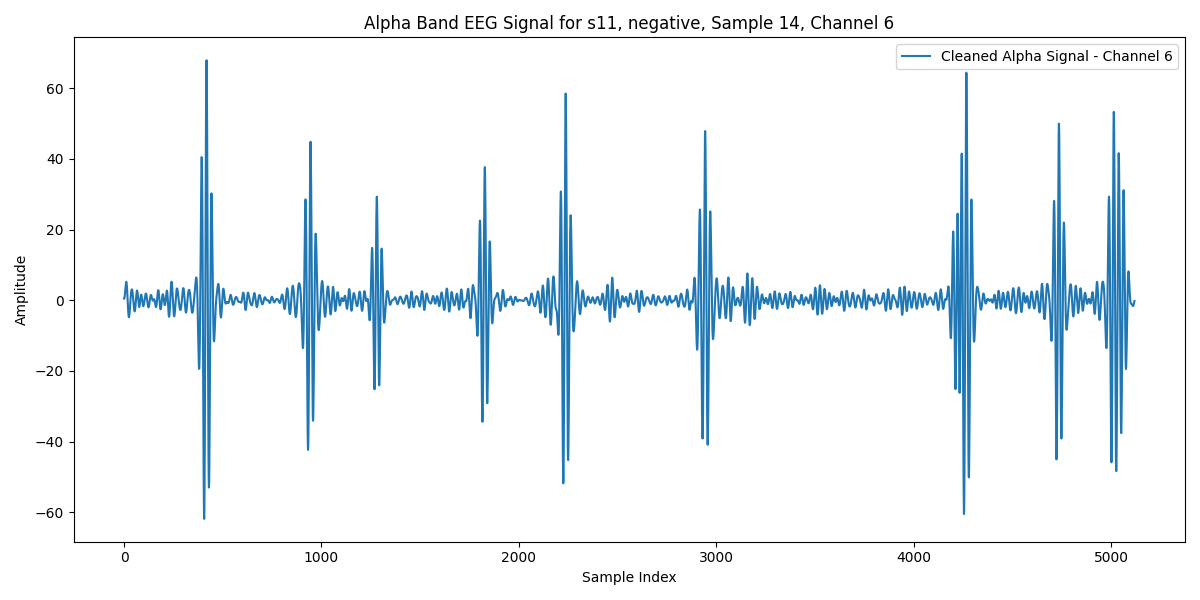 Alpha Band EEG Signal for s11, negative, Sample 14, Channel 6
Cleaned Alpha Signal - Channel 6
Amplitude
60
40
20
0
−20
−40
−60
0 1000 2000 3000 4000 5000
Sample Index